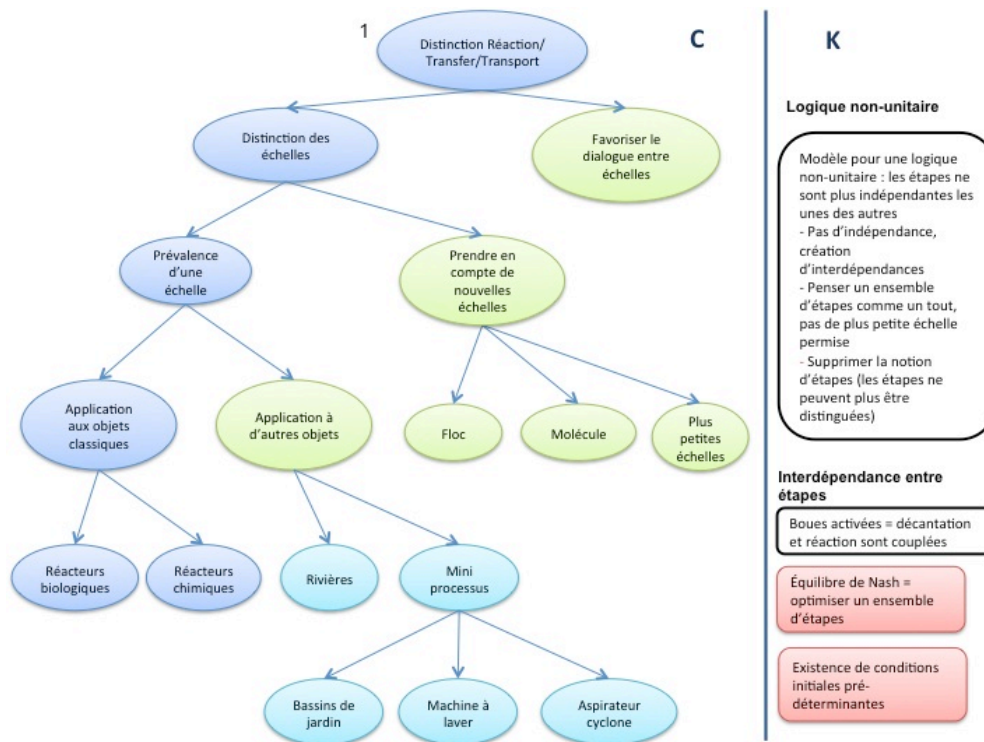 1
Distinction Réaction/
Transfer/Transport
C
K
Distinction des
échelles
Favoriser le
dialogue entre
échelles
Prévalence
d'une
échelle
Prendre en
compte de
nouvelles
échelles
Application
aux objets
classiques
Application à
d'autres objets
Floc
Molécule
Plus
petites
échelles
Réacteurs
biologiques
Réacteurs
chimiques
Rivières
Mini
processus
Bassins de
jardin
Machine à
laver
Aspirateur
cyclone
Logique non-unitaire
Modèle pour une logique
non-unitaire : les étapes ne
sont plus indépendantes les
unes des autres
- Pas d'indépendance,
création
d'interdépendances
- Penser un ensemble
d'étapes comme un tout,
pas de plus petite échelle
permise
- Supprimer la notion
d'étapes (les étapes ne
peuvent plus être
distinguées)
Interdépendance entre
étapes
Boues activées = décantation
et réaction sont couplées
Équilibre de Nash =
optimiser un ensemble
d'étapes
Existence de conditions
initiales pré-
déterminantes